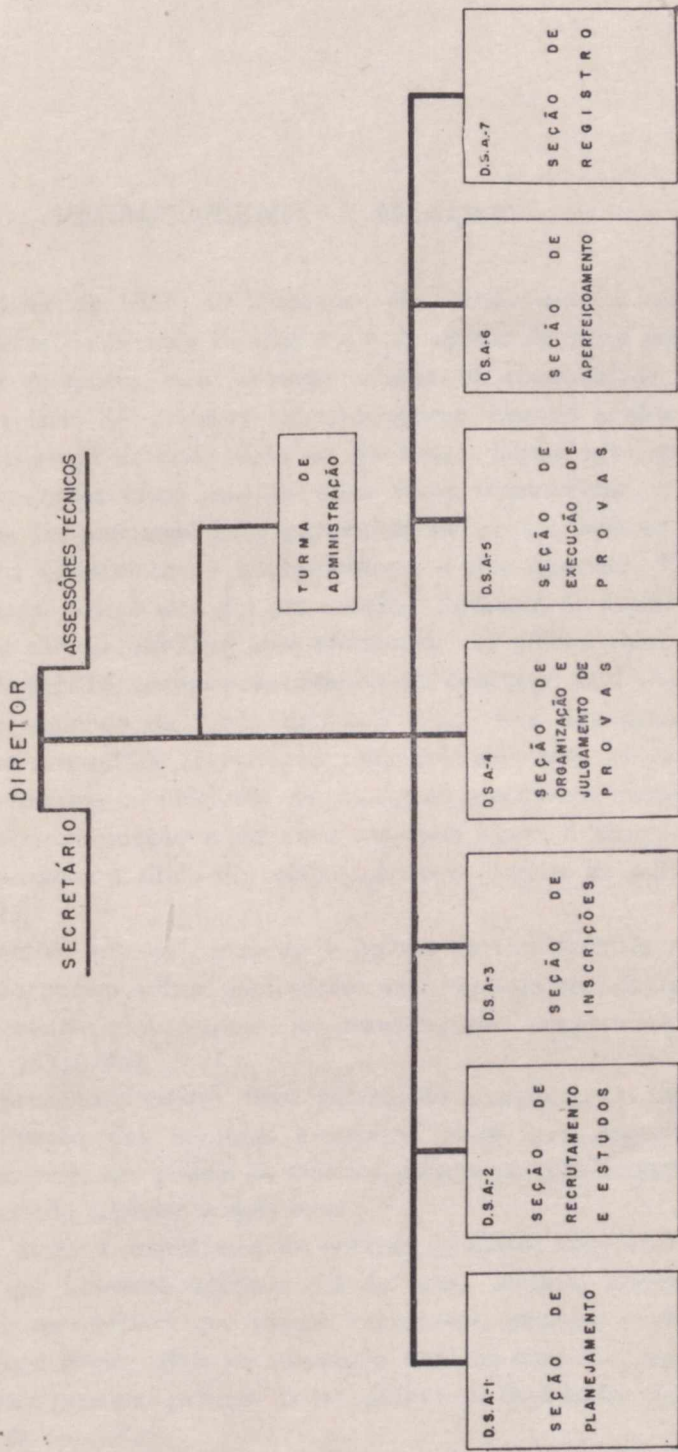 DIRETOR
SECRETÁRIO
ASSESSÔRES TÉCNICOS
TURMA DE
ADMINISTRAÇÃO
D.S.A-1
SEÇÃO DE
PLANEJAMENTO
D.S.A-2
SEÇÃO DE
RECRUTAMENTO
E ESTUDOS
D.S.A-3
SEÇÃO DE
INSCRIÇÕES
D.S.A-4
SEÇÃO DE
ORGANIZAÇÃO E
JULGAMENTO DE
PROVAS
D.S.A-5
SEÇÃO DE
EXECUÇÃO DE
PROVAS
D.S.A-6
SEÇÃO DE
APERFEIÇOAMENTO
D.S.A-7
SEÇÃO DE
REGISTRO